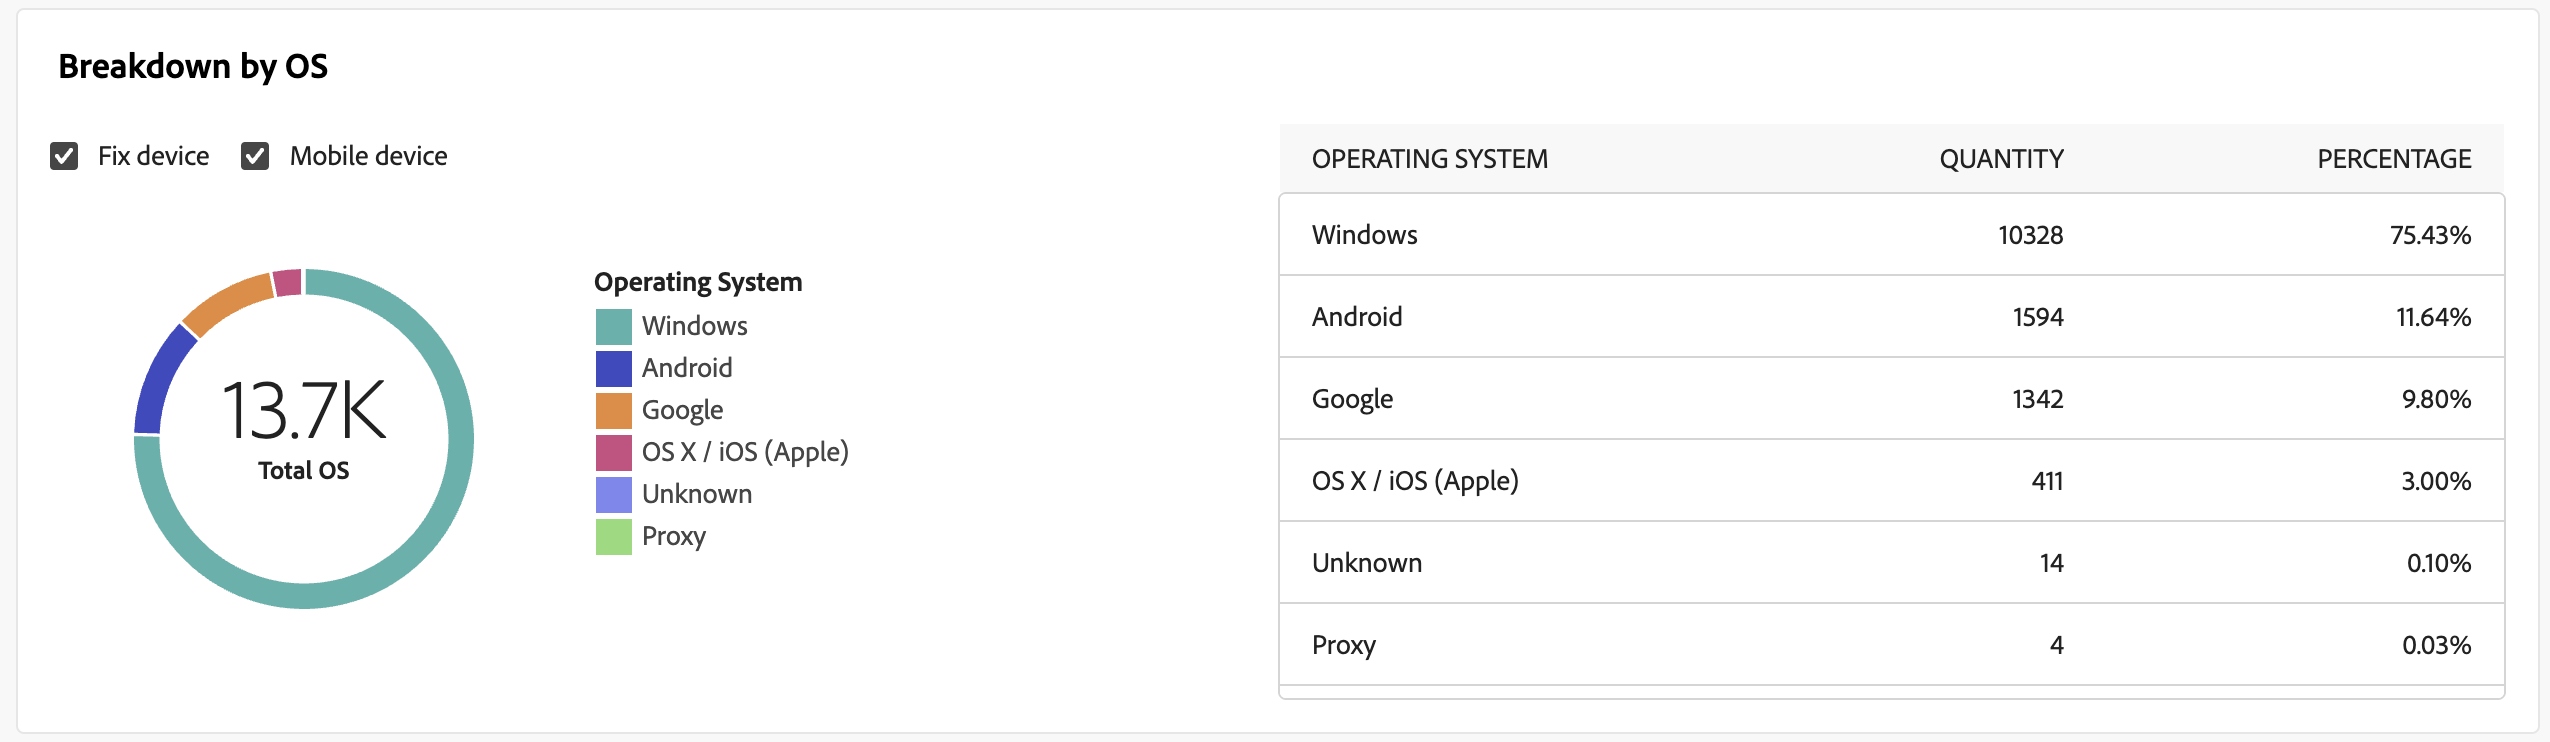 Breakdown by OS
Fix device Mobile device
13.7K
Total OS
Operating System
Windows
Android
Google
OS X / iOS (Apple)
Unknown
Proxy
OPERATING SYSTEM QUANTITY PERCENTAGE
Windows 10328 75.43%
Android 1594 11.64%
Google 1342 9.80%
OS X / iOS (Apple) 411 3.00%
Unknown 14 0.10%
Proxy 4 0.03%